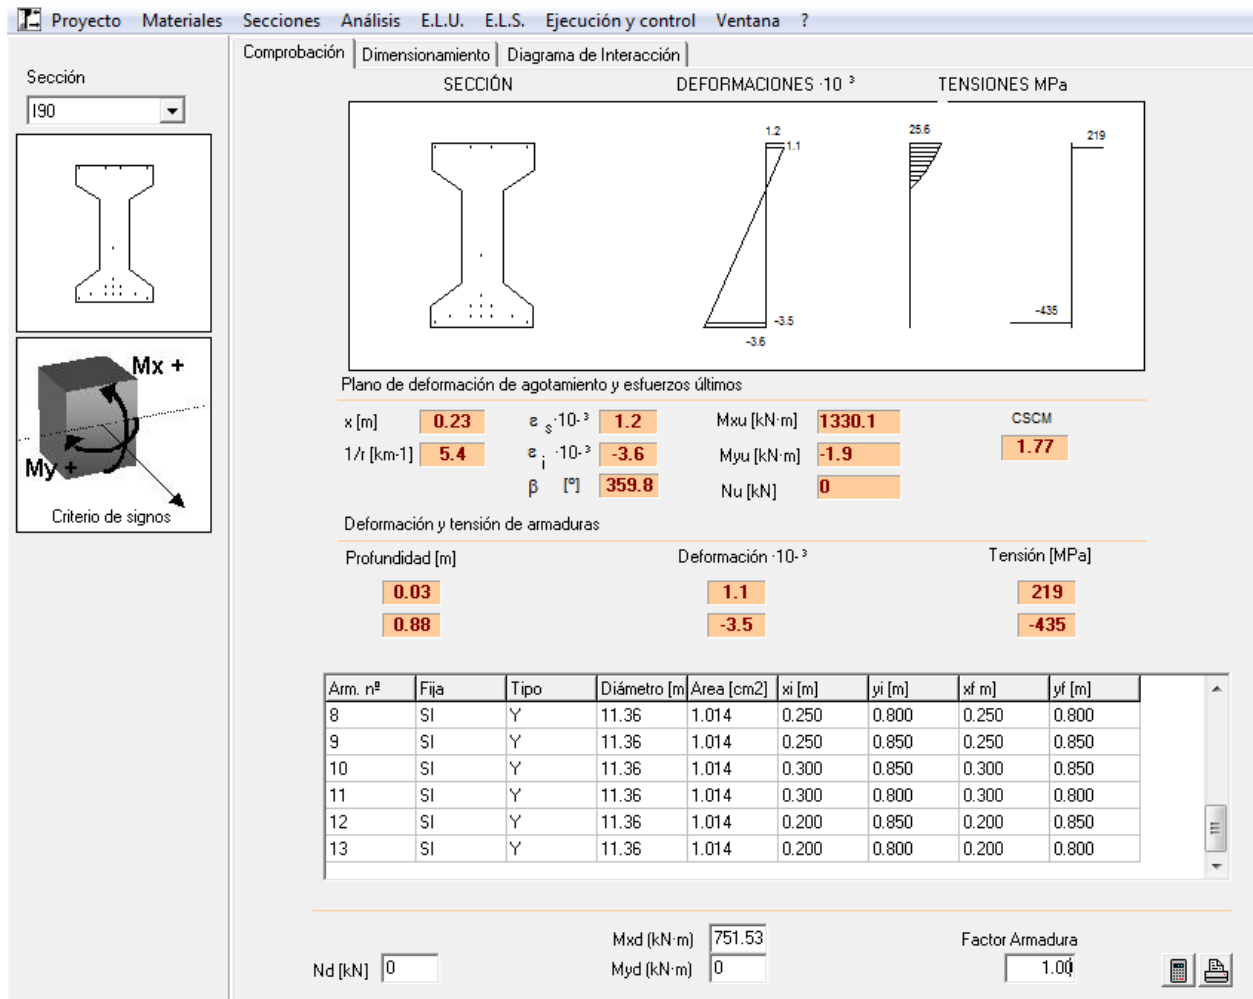 Proyecto Materiales Secciones Análisis E.L.U. E.L.S. Ejecución y control Ventana ?
Comprobación Dimensionamiento Diagrama de Interacción
Sección
I90
SECCIÓN DEFORMACIONES ·10 ³ TENSIONES MPa
1.2
1.1
25.6
219
-3.5
-3.6
-435
Mx +
My +
Criterio de signos
Plano de deformación de agotamiento y esfuerzos últimos
x [m] 0.23 ε s ·10-³ 1.2 Mxu [kN·m] 1330.1 CSCM
1/r [km-1] 5.4 ε i ·10-³ -3.6 Myu [kN·m] -1.9 1.77
β [º] 359.8 Nu [kN] 0
Deformación y tensión de armaduras
Profundidad [m] Deformación ·10-³ Tensión [MPa]
0.03 1.1 219
0.88 -3.5 -435
Arm. nº Fija Tipo Diámetro [m Area [cm2] xi [m] yi [m] xf m] yf [m]
8 SI Y 11.36 1.014 0.250 0.800 0.250 0.800
9 SI Y 11.36 1.014 0.250 0.850 0.250 0.850
10 SI Y 11.36 1.014 0.300 0.850 0.300 0.850
11 SI Y 11.36 1.014 0.300 0.800 0.300 0.800
12 SI Y 11.36 1.014 0.200 0.850 0.200 0.850
13 SI Y 11.36 1.014 0.200 0.800 0.200 0.800
Mxd (kN·m) 751.53 Factor Armadura
Nd [kN] 0 Myd (kN·m) 0 1.00